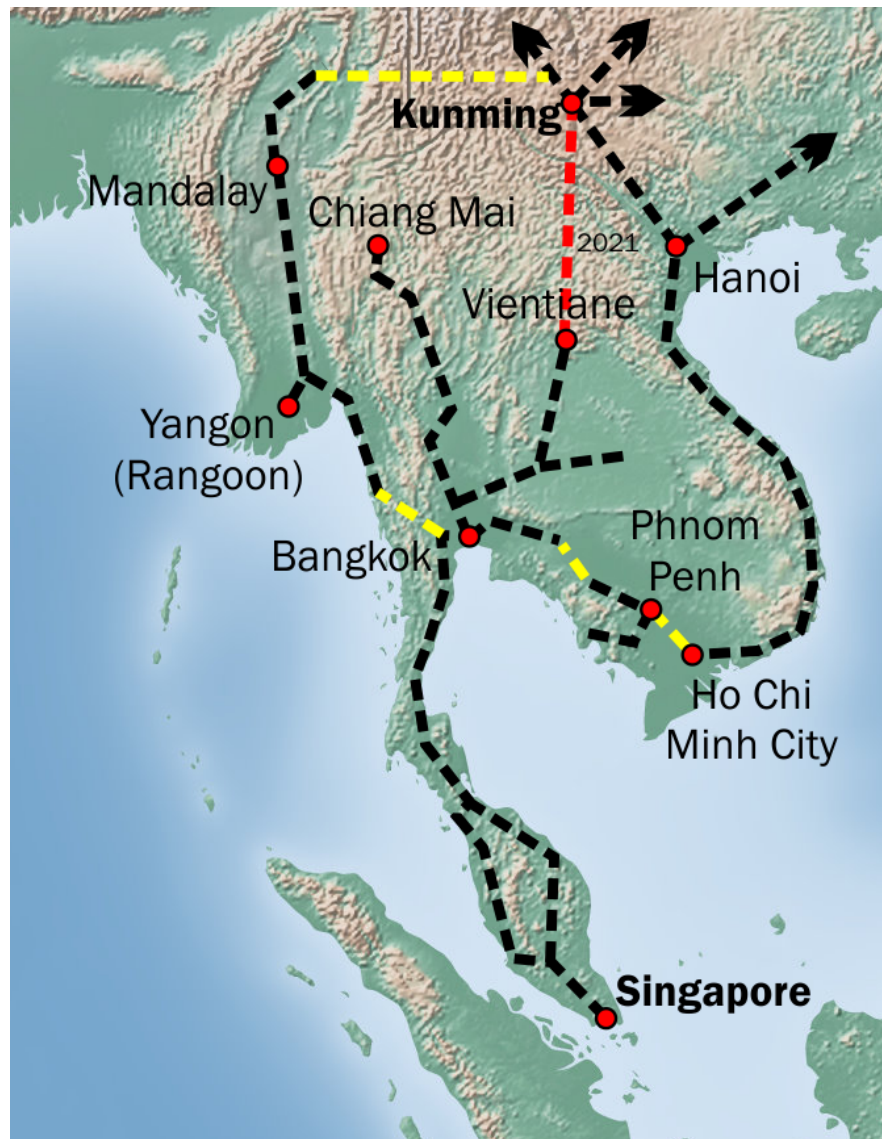 Kunming
Mandalay
Chiang Mai
2021
Hanoi
Vientiane
Yangon
(Rangoon)
Phnom
Penh
Bangkok
Ho Chi
Minh City
Singapore